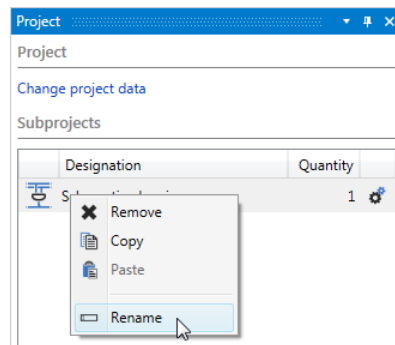 Project
Project
Change project data
Subprojects
Designation Quantity
1
Remove
Copy
Paste
Rename